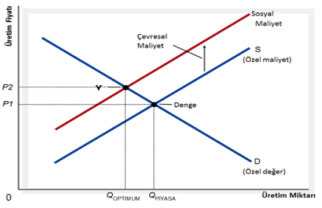 Üretim Fiyatı
Sosyal
Maliyet
Çevresel
Maliyet
S
(Özel maliyet)
P2
Y
P1
Denge
D
(Özel değer)
0
QOPTIMUM
QPIYASA
Üretim Miktarı